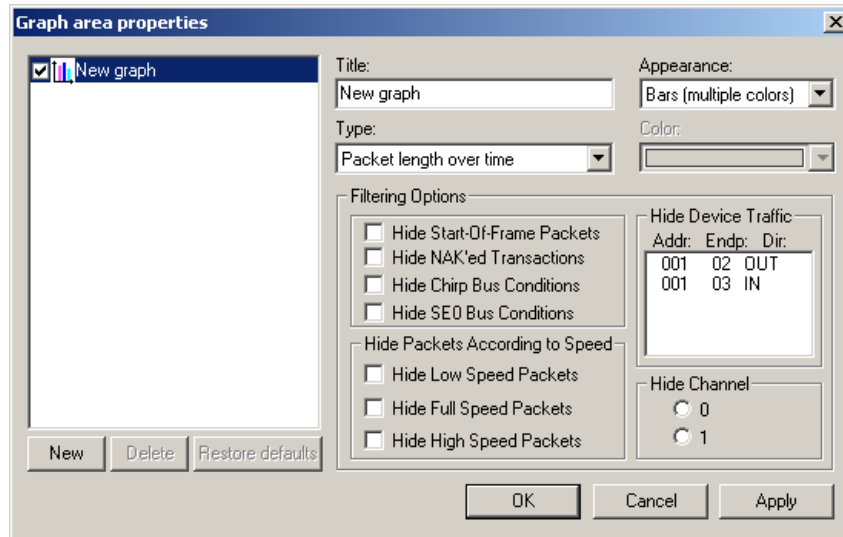 Graph area properties
New graph
Title:
New graph
Appearance:
Bars (multiple colors)
Type:
Packet length over time
Color:
Filtering Options
Hide Start-Of-Frame Packets
Hide NAK'ed Transactions
Hide Chirp Bus Conditions
Hide SE0 Bus Conditions
Hide Packets According to Speed
Hide Low Speed Packets
Hide Full Speed Packets
Hide High Speed Packets
Hide Device Traffic
Addr: Endp: Dir:
001 02 OUT
001 03 IN
Hide Channel
0
1
New Delete Restore defaults
OK Cancel Apply